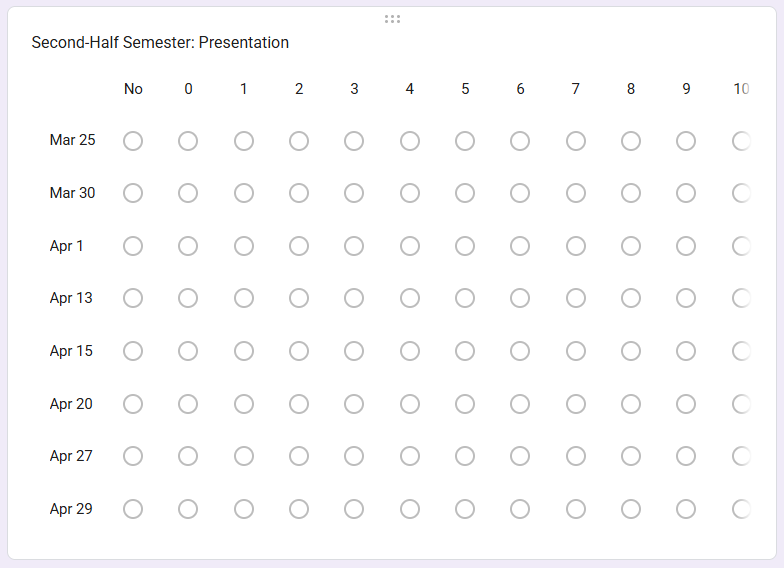 Second-Half Semester: Presentation
No 0 1 2 3 4 5 6 7 8 9 10
Mar 25
Mar 30
Apr 1
Apr 13
Apr 15
Apr 20
Apr 27
Apr 29